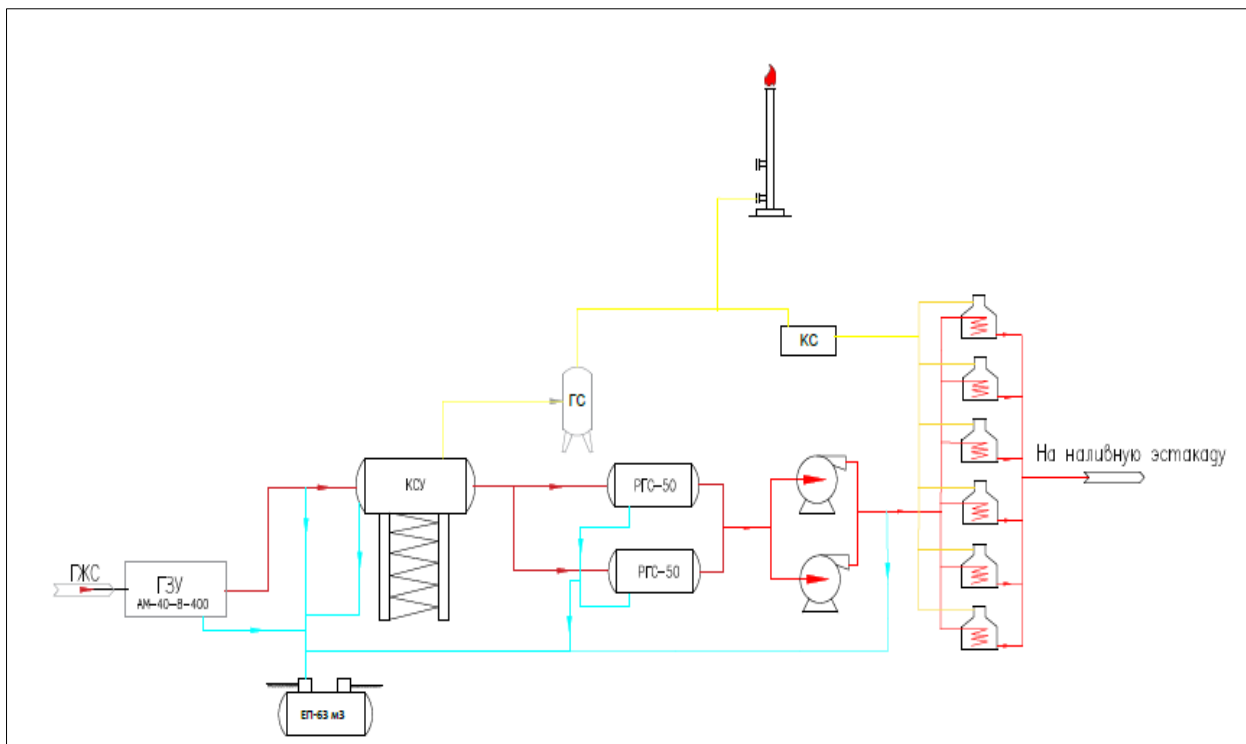 КС
ГС
На наливную эстакаду
КСУ
РГС-50
РГС-50
ГЖС
ГЗУ
АМ-40-8-400
ЕП-63 м3